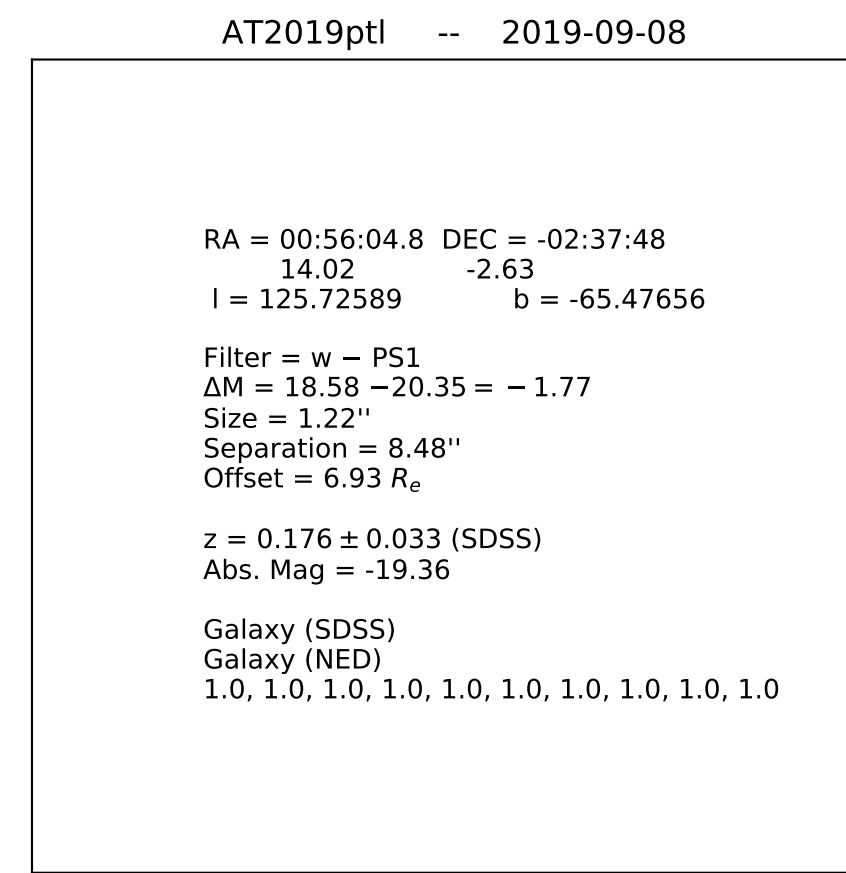 AT2019ptl -- 2019-09-08
RA = 00:56:04.8 DEC = -02:37:48
14.02 -2.63
l = 125.72589 b = -65.47656
Filter = w − PS1
ΔM = 18.58 −20.35 = − 1.77
Size = 1.22''
Separation = 8.48''
Offset = 6.93 Rₑ
z = 0.176 ± 0.033 (SDSS)
Abs. Mag = -19.36
Galaxy (SDSS)
Galaxy (NED)
1.0, 1.0, 1.0, 1.0, 1.0, 1.0, 1.0, 1.0, 1.0, 1.0